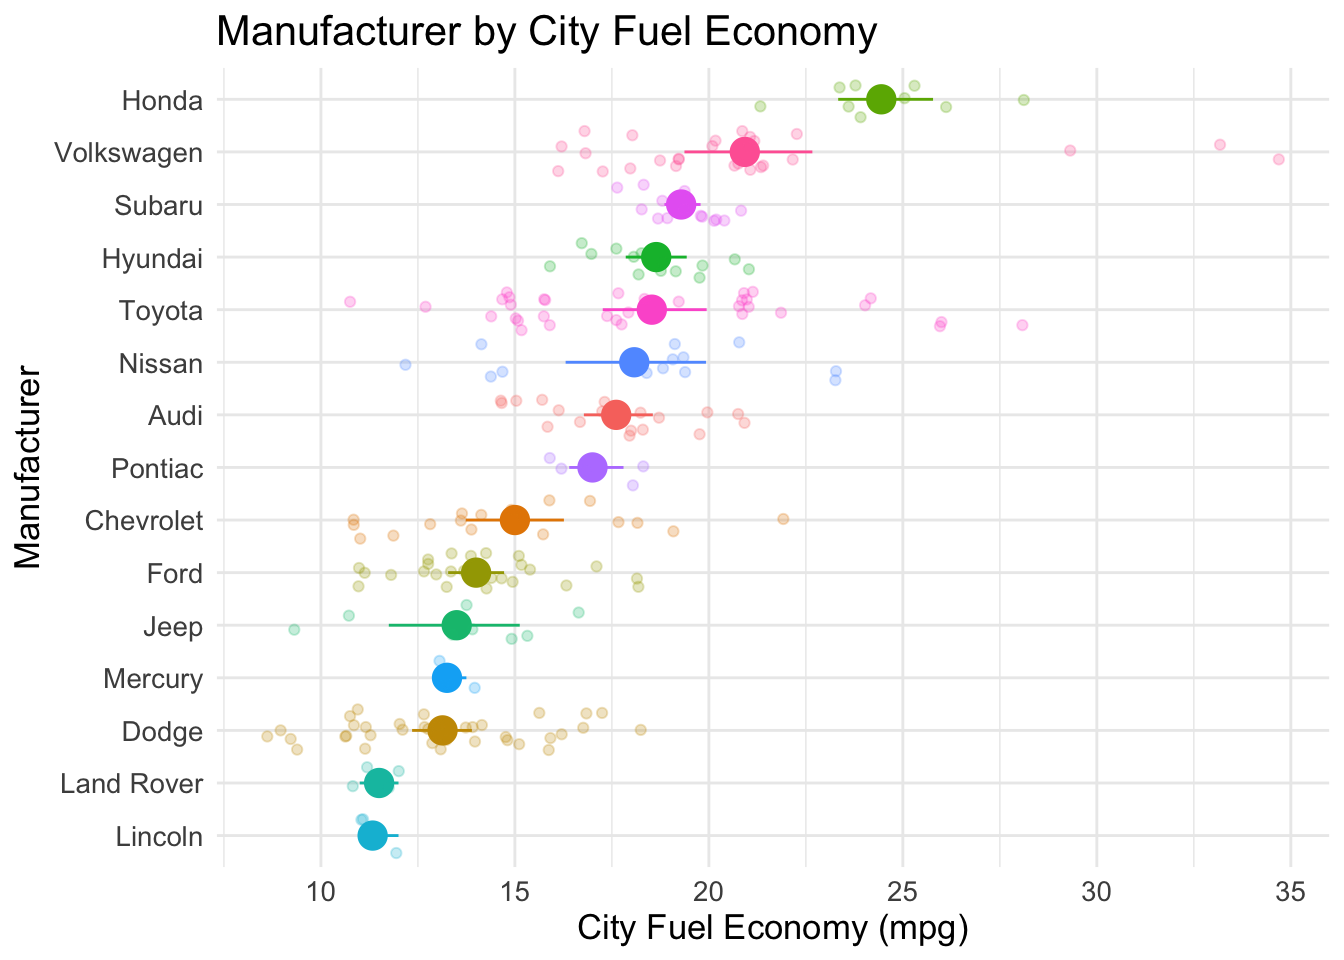 Manufacturer by City Fuel Economy
Manufacturer
Honda
Volkswagen
Subaru
Hyundai
Toyota
Nissan
Audi
Pontiac
Chevrolet
Ford
Jeep
Mercury
Dodge
Land Rover
Lincoln
10 15 20 25 30 35
City Fuel Economy (mpg)